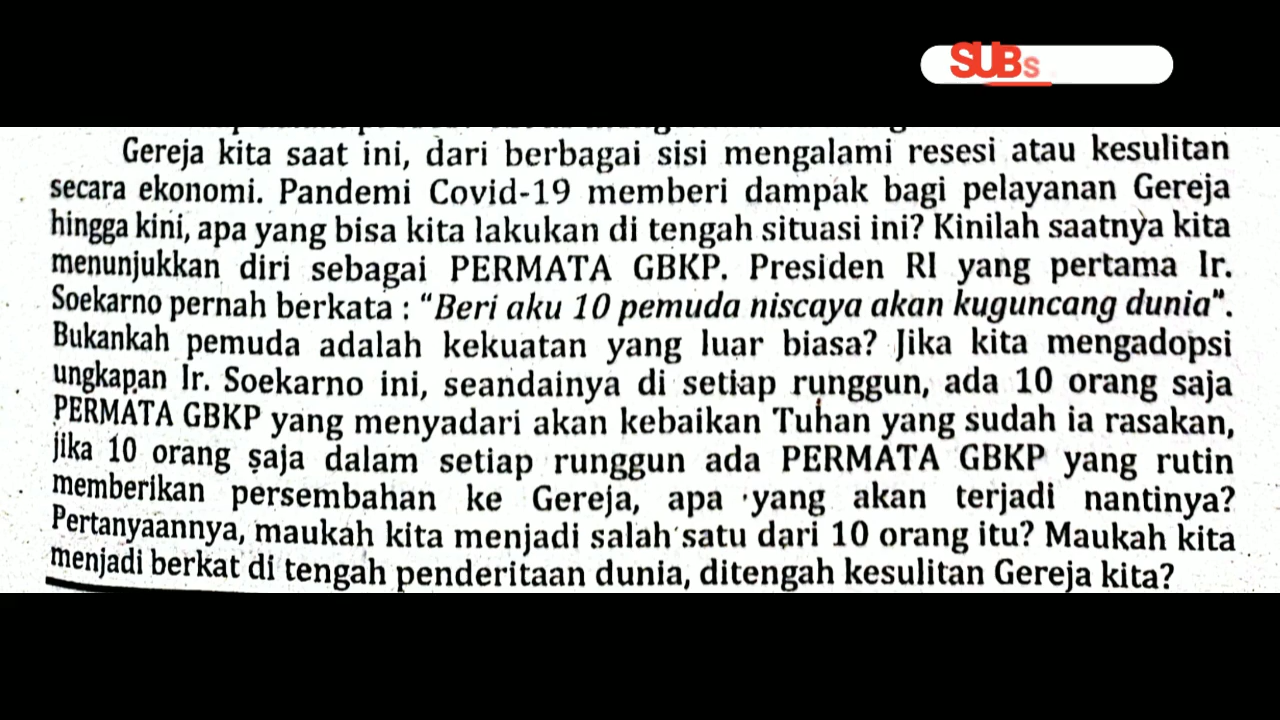 SUBs
Gereja kita saat ini, dari berbagai sisi mengalami resesi atau kesulitan
secara ekonomi. Pandemi Covid-19 memberi dampak bagi pelayanan Gereja
hingga kini, apa yang bisa kita lakukan di tengah situasi ini? Kinilah saatnya kita
menunjukkan diri sebagai PERMATA GBKP. Presiden RI yang pertama Ir.
Soekarno pernah berkata : “Beri aku 10 pemuda niscaya akan kuguncang dunia”.
Bukankah pemuda adalah kekuatan yang luar biasa? Jika kita mengadopsi
ungkapan Ir. Soekarno ini, seandainya di setiap runggun, ada 10 orang saja
PERMATA GBKP yang menyadari akan kebaikan Tuhan yang sudah ia rasakan,
jika 10 orang saja dalam setiap runggun ada PERMATA GBKP yang rutin
memberikan persembahan ke Gereja, apa yang akan terjadi nantinya?
Pertanyaannya, maukah kita menjadi salah satu dari 10 orang itu? Maukah kita
menjadi berkat di tengah penderitaan dunia, ditengah kesulitan Gereja kita?